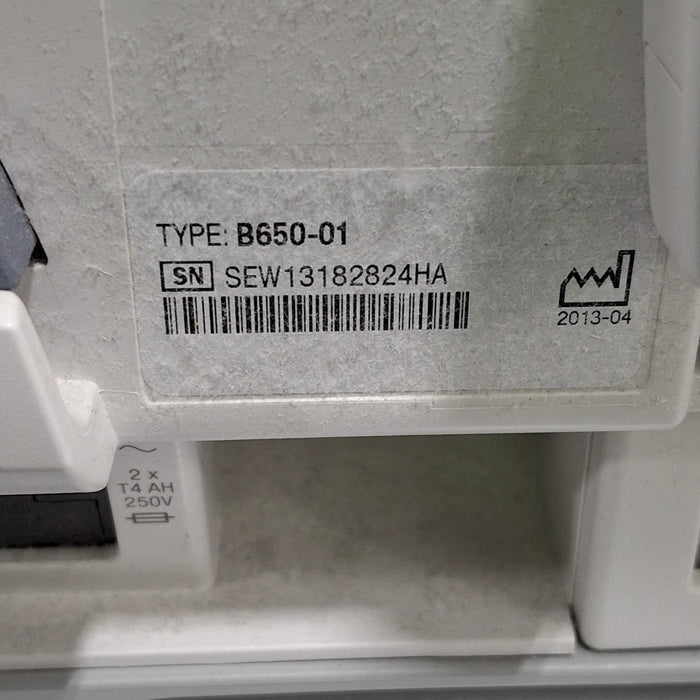 TYPE: B650-01
SN SEW13182824HA
2013-04
2 x
T4 AH
250V